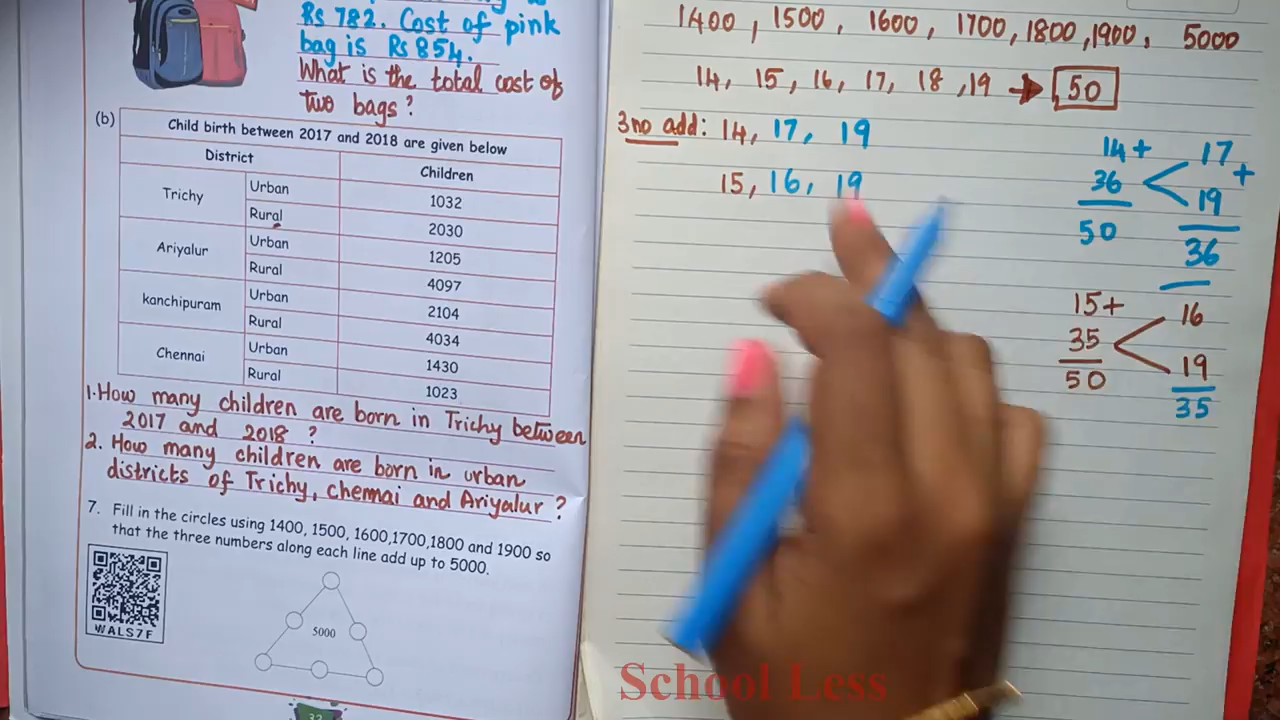 Rs 782. Cost of pink
bag is Rs 854.
What is the total cost of
two bags?
(b)
Child birth between 2017 and 2018 are given below
District Children
Trichy Urban 1032
Rural 2030
Ariyalur Urban 1205
Rural 4097
kanchipuram Urban 2104
Rural 4034
Chennai Urban 1430
Rural 1023
1. How many children are born in Trichy between
2017 and 2018 ?
2. How many children are born in urban
districts of Trichy, chennai and Ariyalur ?
7. Fill in the circles using 1400, 1500, 1600,1700,1800 and 1900 so
that the three numbers along each line add up to 5000.
5000
WALS7F
33
1400, 1500, 1600, 1700, 1800, 1900, 5000
14, 15, 16, 17, 18, 19 → 50
3 no add: 14, 17, 19
15, 16, 19
14+ 17
36 +
50 19
36
15+ 16
35 19
50 35
School Less